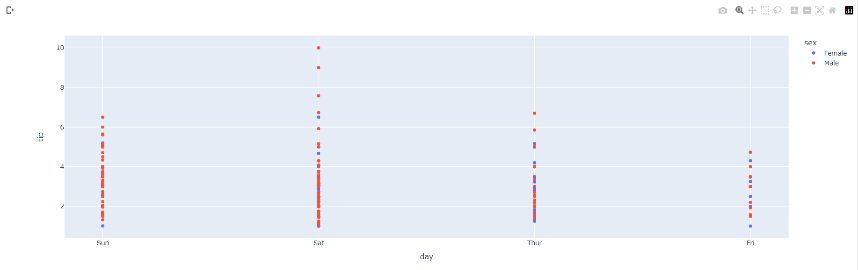 sex
Female
Male
10
8
6
4
2
tip
Sun
Sat
Thur
Fri
day